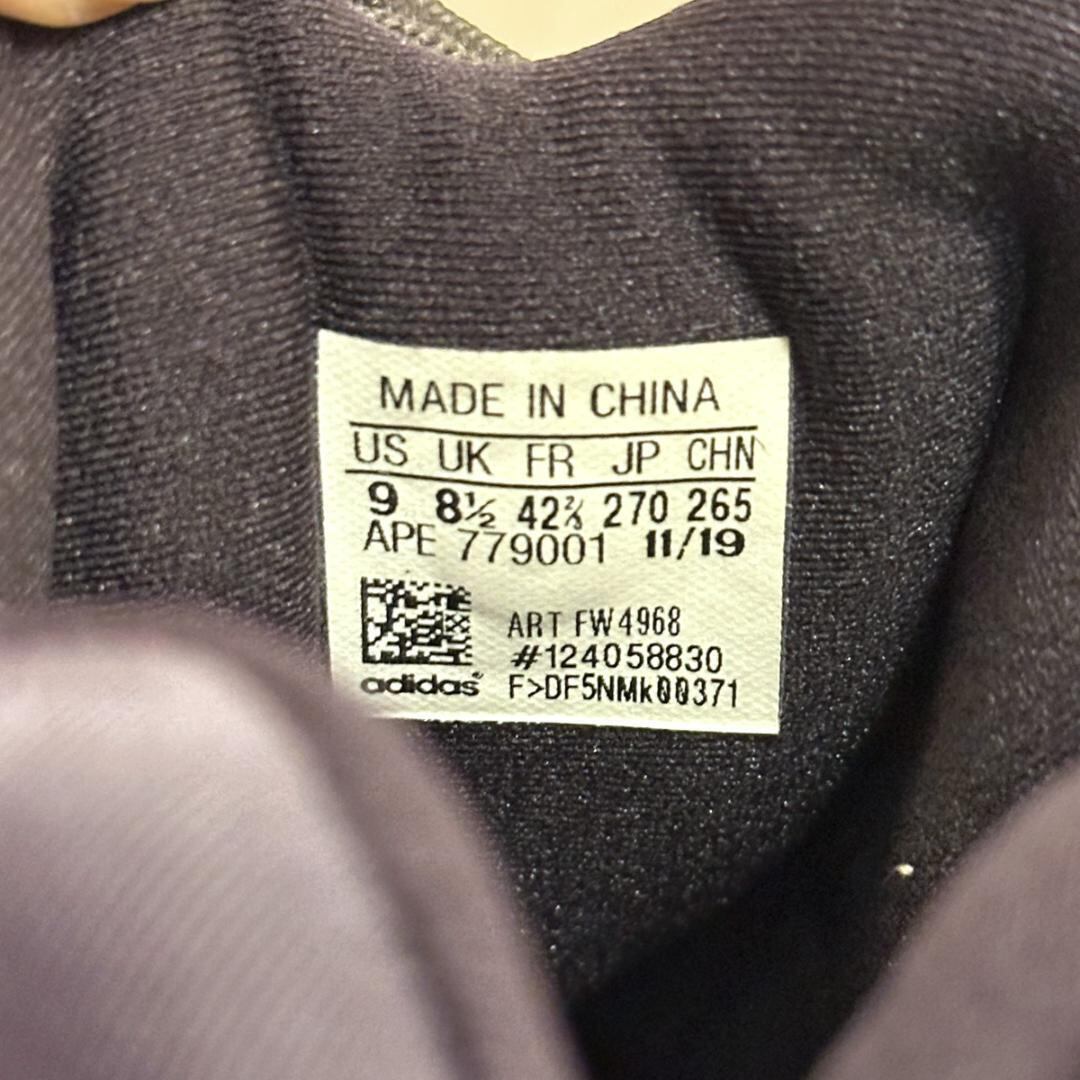 MADE IN CHINA
US UK FR JP CHN
9 8½ 42⅔ 270 265
APE 779001 11/19
ART FW4968
#124058830
adidas® F>DF5NMk00371